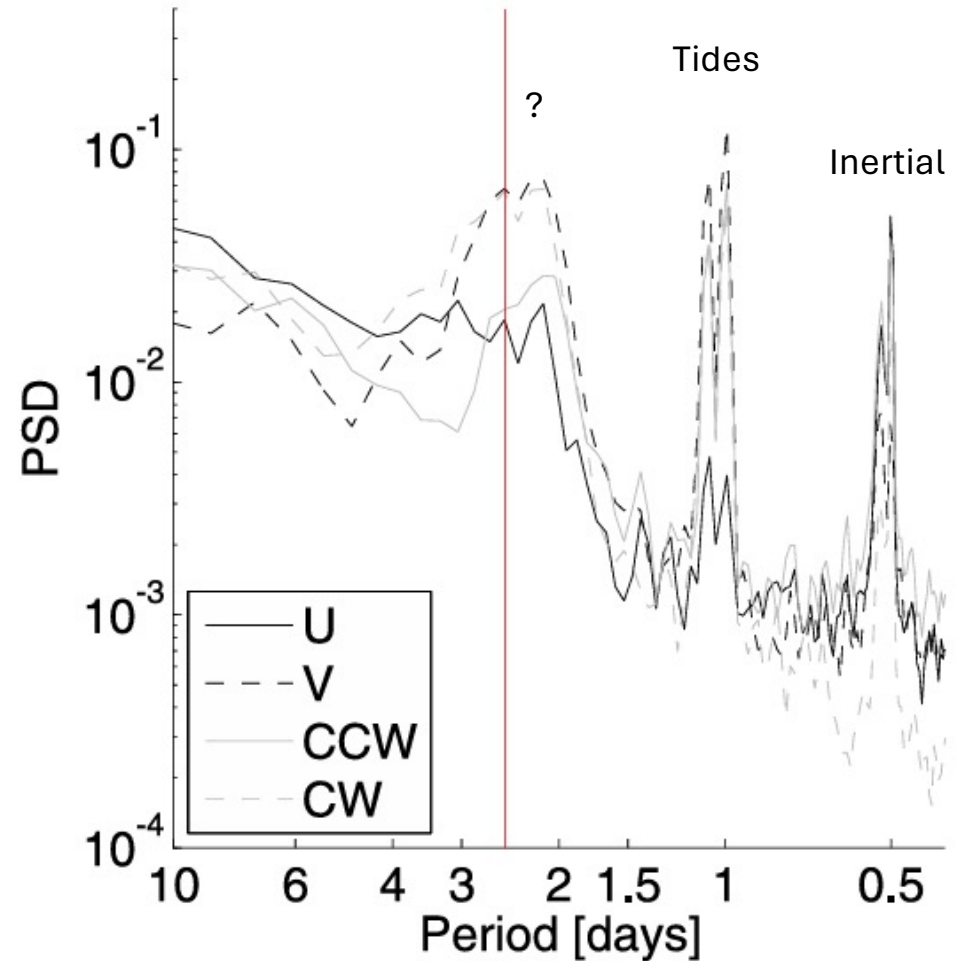 Tides
?
Inertial
10-1
10-2
10-3
10-4
PSD
U
V
CCW
CW
10 6 4 3 2 1.5 1 0.5
Period [days]